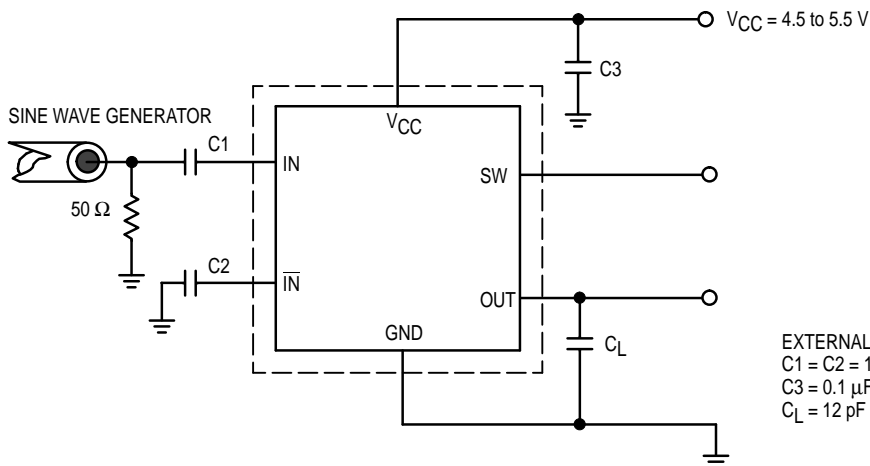 VCC = 4.5 to 5.5 V
C3
SINE WAVE GENERATOR
VCC
C1
IN
SW
50 Ω
C2
IN
OUT
GND
CL
EXTERNAL
C1 = C2 = 1
C3 = 0.1 μF
CL = 12 pF